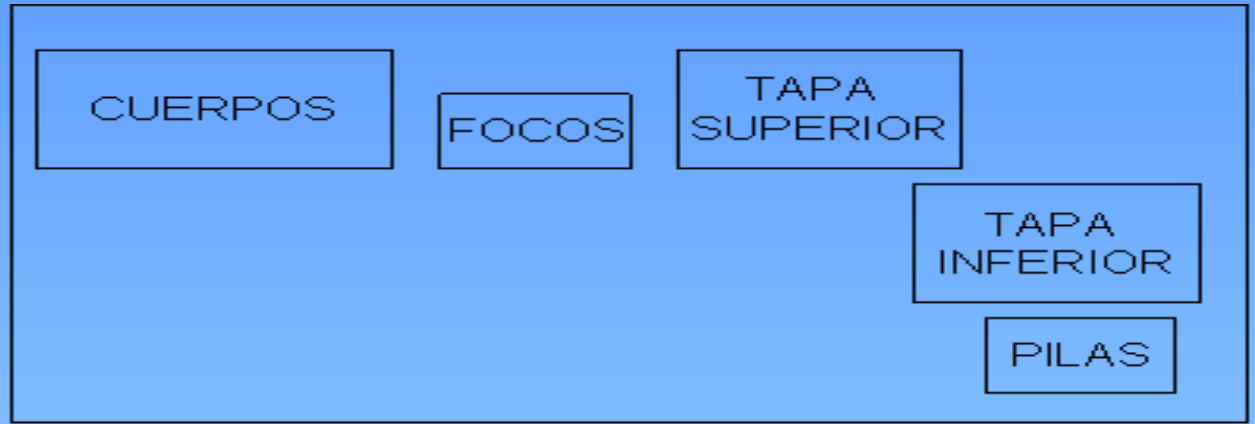 CUERPOS
FOCOS
TAPA
SUPERIOR
TAPA
INFERIOR
PILAS